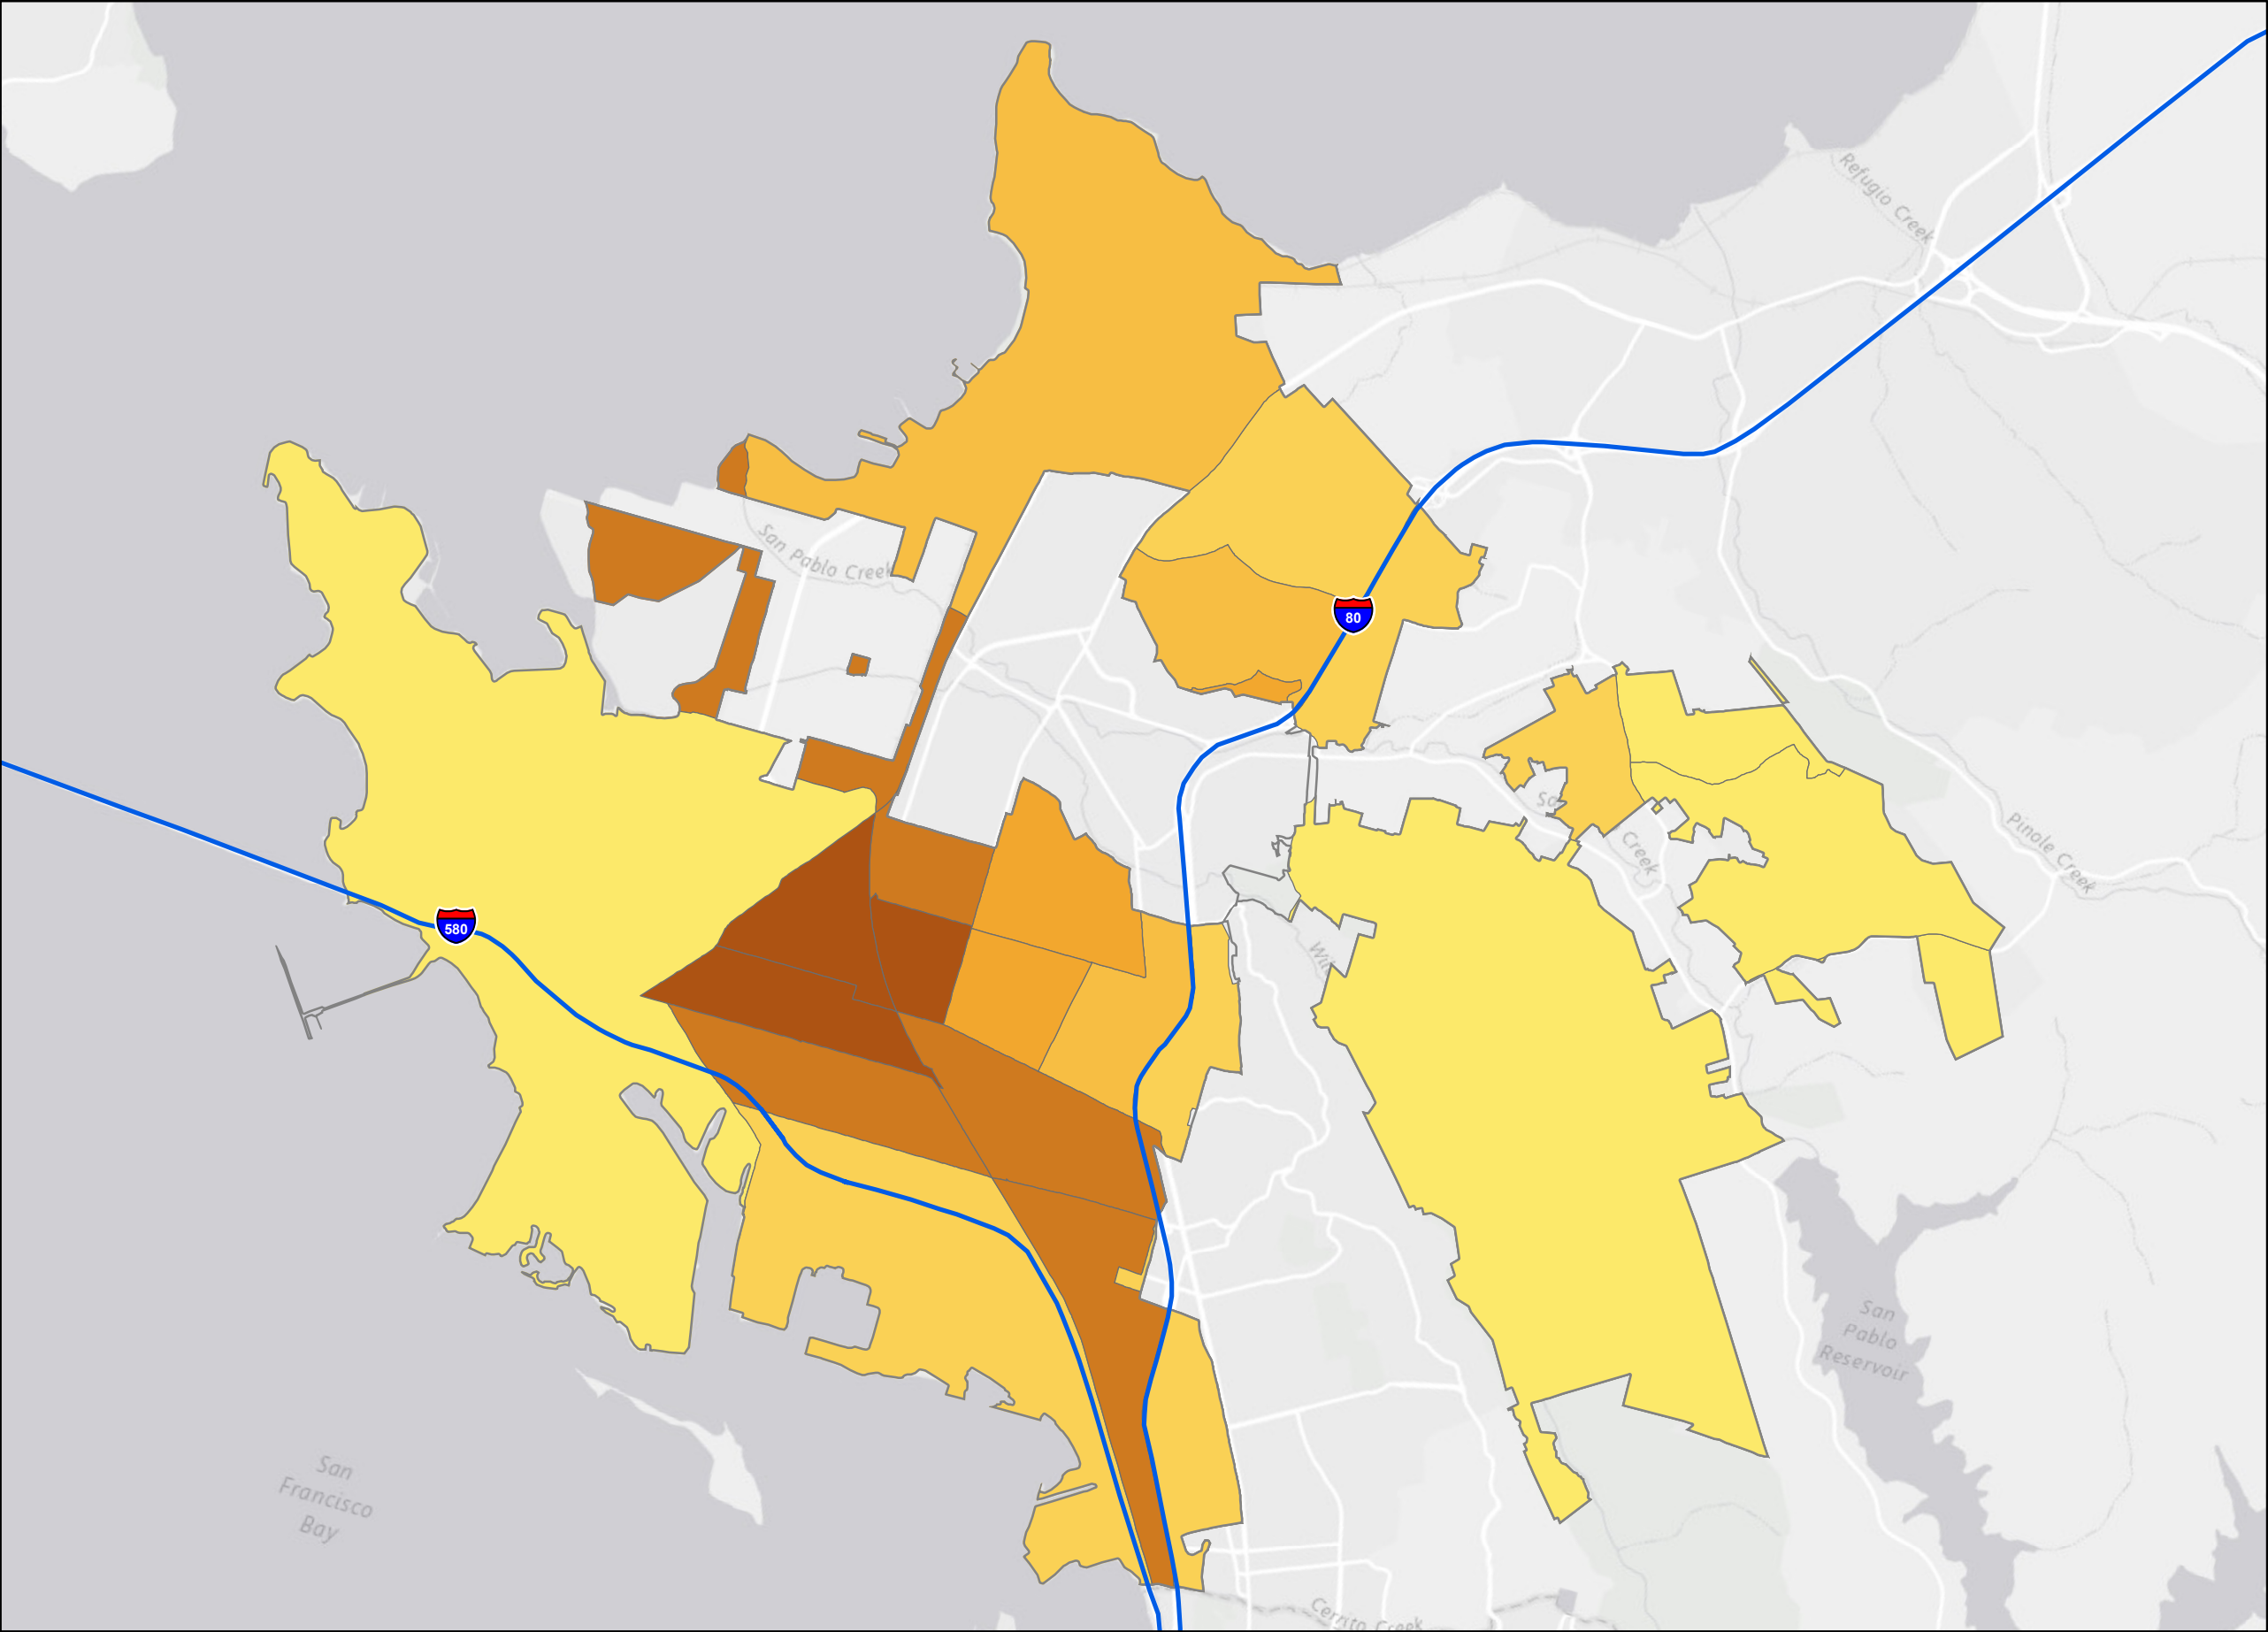 Refugio Creek
San Pablo Creek
80
Creek
Pinole Creek
580
San
Pablo
Reservoir
San
Francisco
Bay
Cerrito Creek